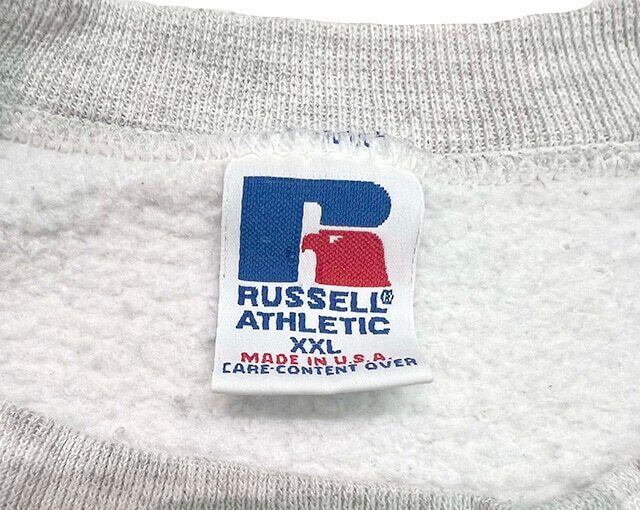 RUSSELL®
ATHLETIC
XXL
MADE IN U.S.A.
CARE-CONTENT OVER